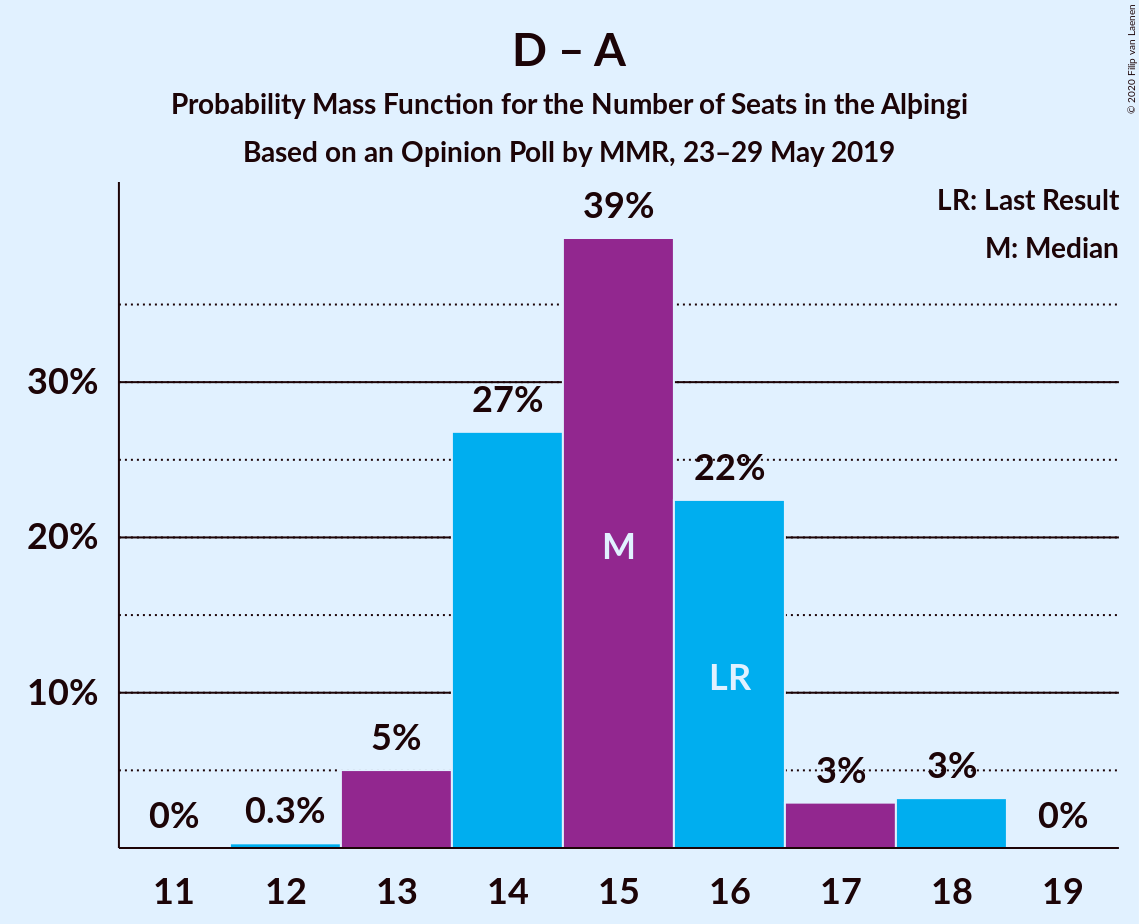 D – A
Probability Mass Function for the Number of Seats in the Alþingi
Based on an Opinion Poll by MMR, 23–29 May 2019
© 2020 Filip van Laenen
LR: Last Result
M: Median
39%
30%
27%
22%
20%
M
LR
10%
5%
3%
3%
0%
0.3%
0%
11 12 13 14 15 16 17 18 19